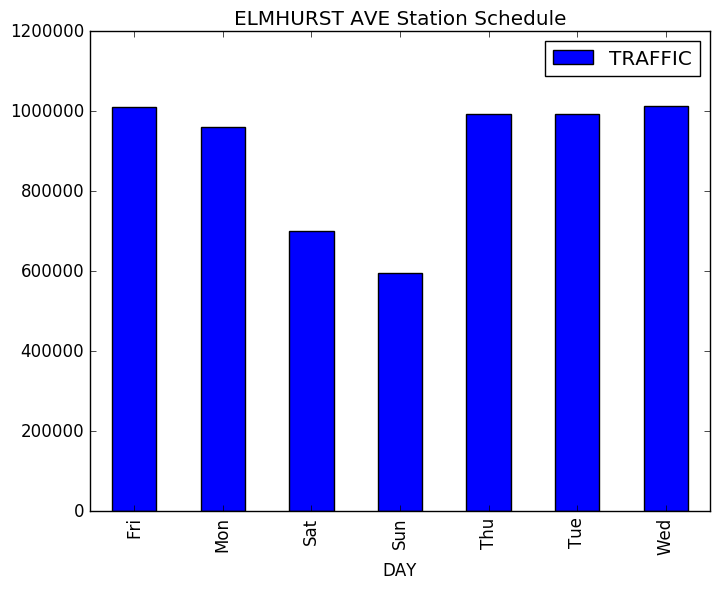 ELMHURST AVE Station Schedule
TRAFFIC
1200000
1000000
800000
600000
400000
200000
0
Fri
Mon
Sat
Sun
Thu
Tue
Wed
DAY